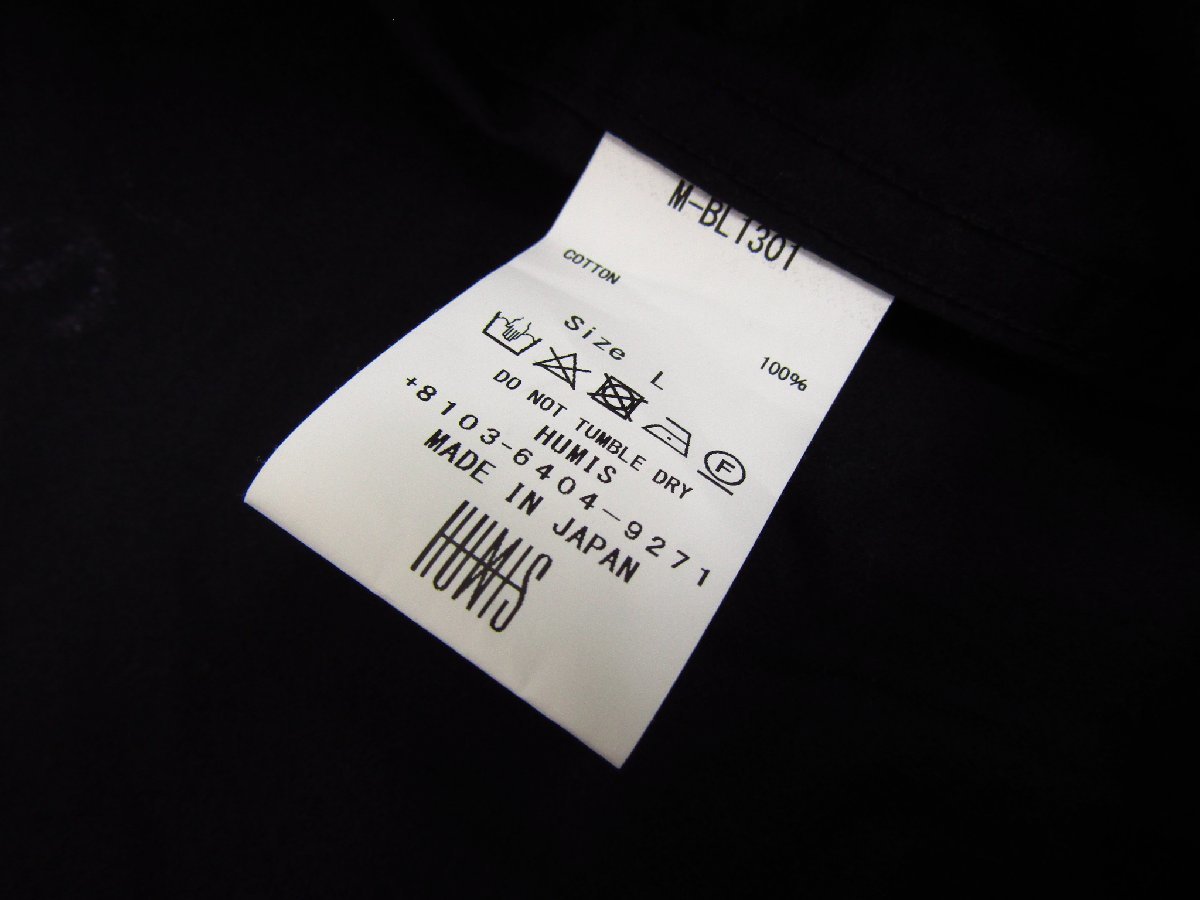 M-BL1301
COTTON 100%
Size L
F
DO NOT TUMBLE DRY
HUMIS
+8103-6404-9271
MADE IN JAPAN
HUMIS